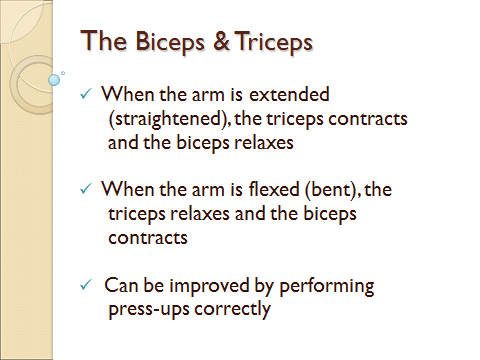 The Biceps & Triceps
✓ When the arm is extended
(straightened), the triceps contracts
and the biceps relaxes
✓ When the arm is flexed (bent), the
triceps relaxes and the biceps
contracts
✓ Can be improved by performing
press-ups correctly